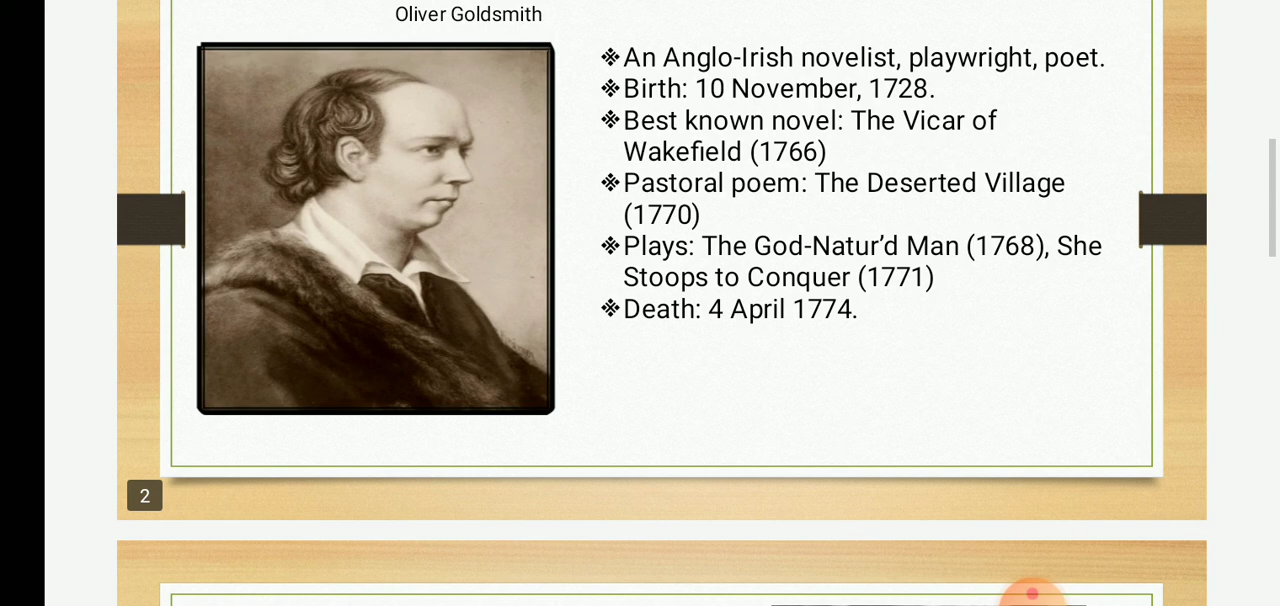 Oliver Goldsmith
❖An Anglo-Irish novelist, playwright, poet.
❖Birth: 10 November, 1728.
❖Best known novel: The Vicar of
Wakefield (1766)
❖Pastoral poem: The Deserted Village
(1770)
❖Plays: The God-Natur’d Man (1768), She
Stoops to Conquer (1771)
❖Death: 4 April 1774.
2